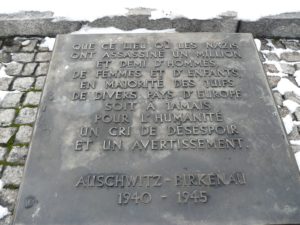 QUE CE LIEU OÙ LES NAZIS
ONT ASSASSINÉ UN MILLION
ET DEMI D'HOMMES,
DE FEMMES ET D'ENFANTS,
EN MAJORITÉ DES JUIFS
DE DIVERS PAYS D'EUROPE,
SOIT À JAMAIS
POUR L'HUMANITÉ
UN CRI DE DÉSESPOIR
ET UN AVERTISSEMENT.
AUSCHWITZ-BIRKENAU
1940 - 1945